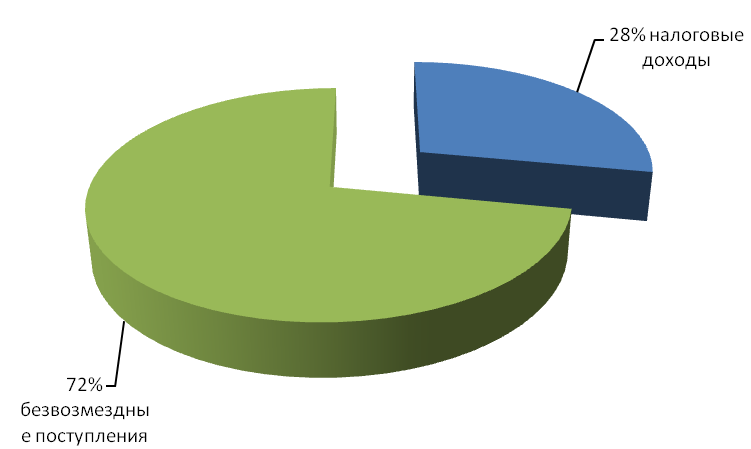 28% налоговые
доходы
72%
безвозмездны
е поступления